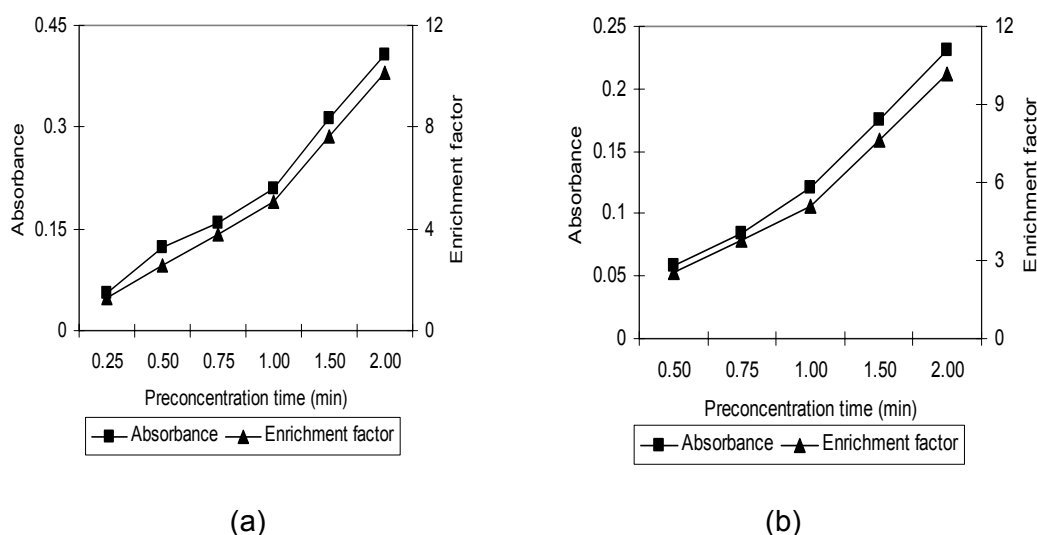 0.45
0.3
0.15
0
Absorbance
12
8
4
0
Enrichment factor
0.25 0.50 0.75 1.00 1.50 2.00
Preconcentration time (min)
Absorbance Enrichment factor
(a)
0.25
0.2
0.15
0.1
0.05
0
Absorbance
12
9
6
3
0
Enrichment factor
0.50 0.75 1.00 1.50 2.00
Preconcentration time (min)
Absorbance Enrichment factor
(b)